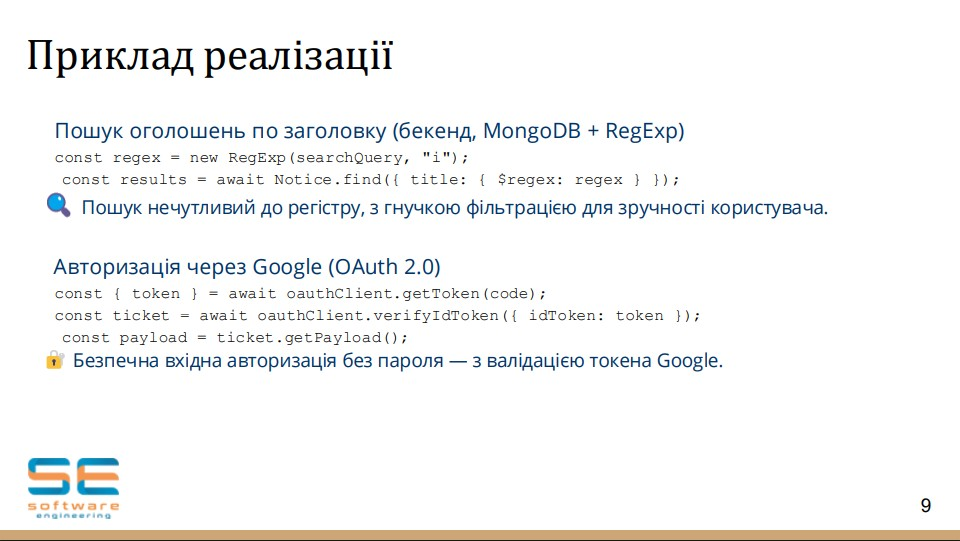 Приклад реалізації
Пошук оголошень по заголовку (бекенд, MongoDB + RegExp)
const regex = new RegExp(searchQuery, "i");
const results = await Notice.find({ title: { $regex: regex } });
Пошук нечутливий до регістру, з гнучкою фільтрацією для зручності користувача.
Авторизація через Google (OAuth 2.0)
const { token } = await oauthClient.getToken(code);
const ticket = await oauthClient.verifyIdToken({ idToken: token });
const payload = ticket.getPayload();
Безпечна вхідна авторизація без пароля — з валідацією токена Google.
SE
software
engineering
9